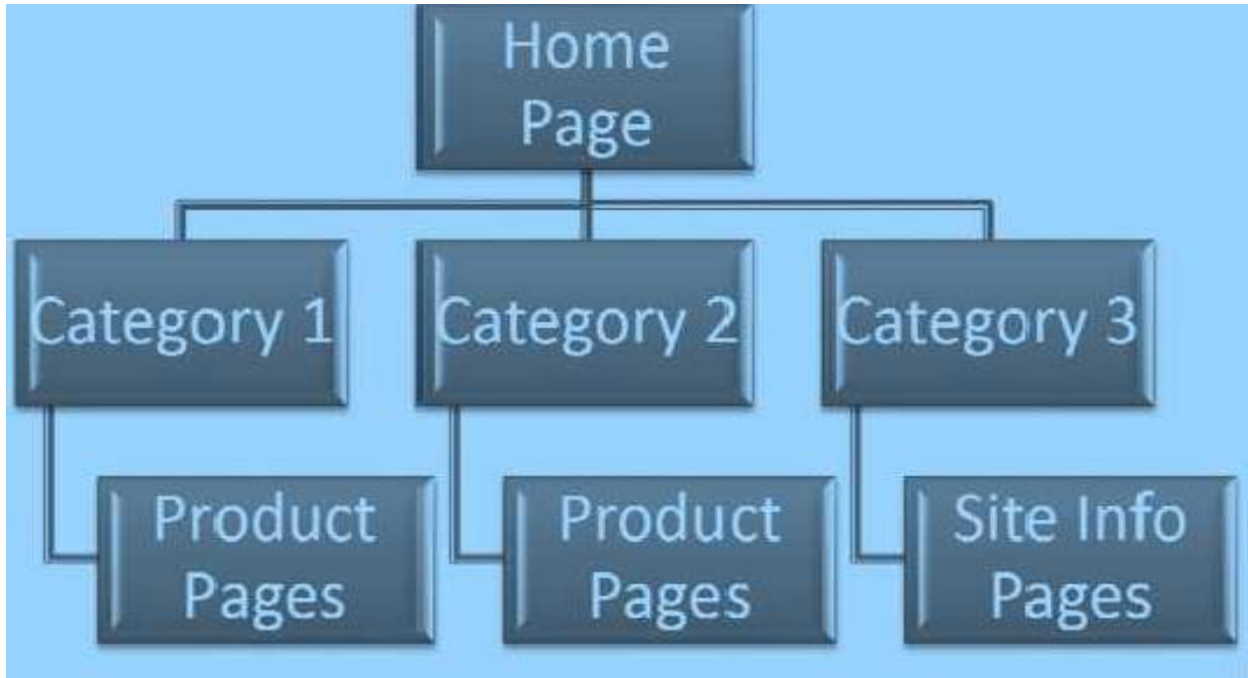 Home
Page
Category 1
Category 2
Category 3
Product
Pages
Product
Pages
Site Info
Pages